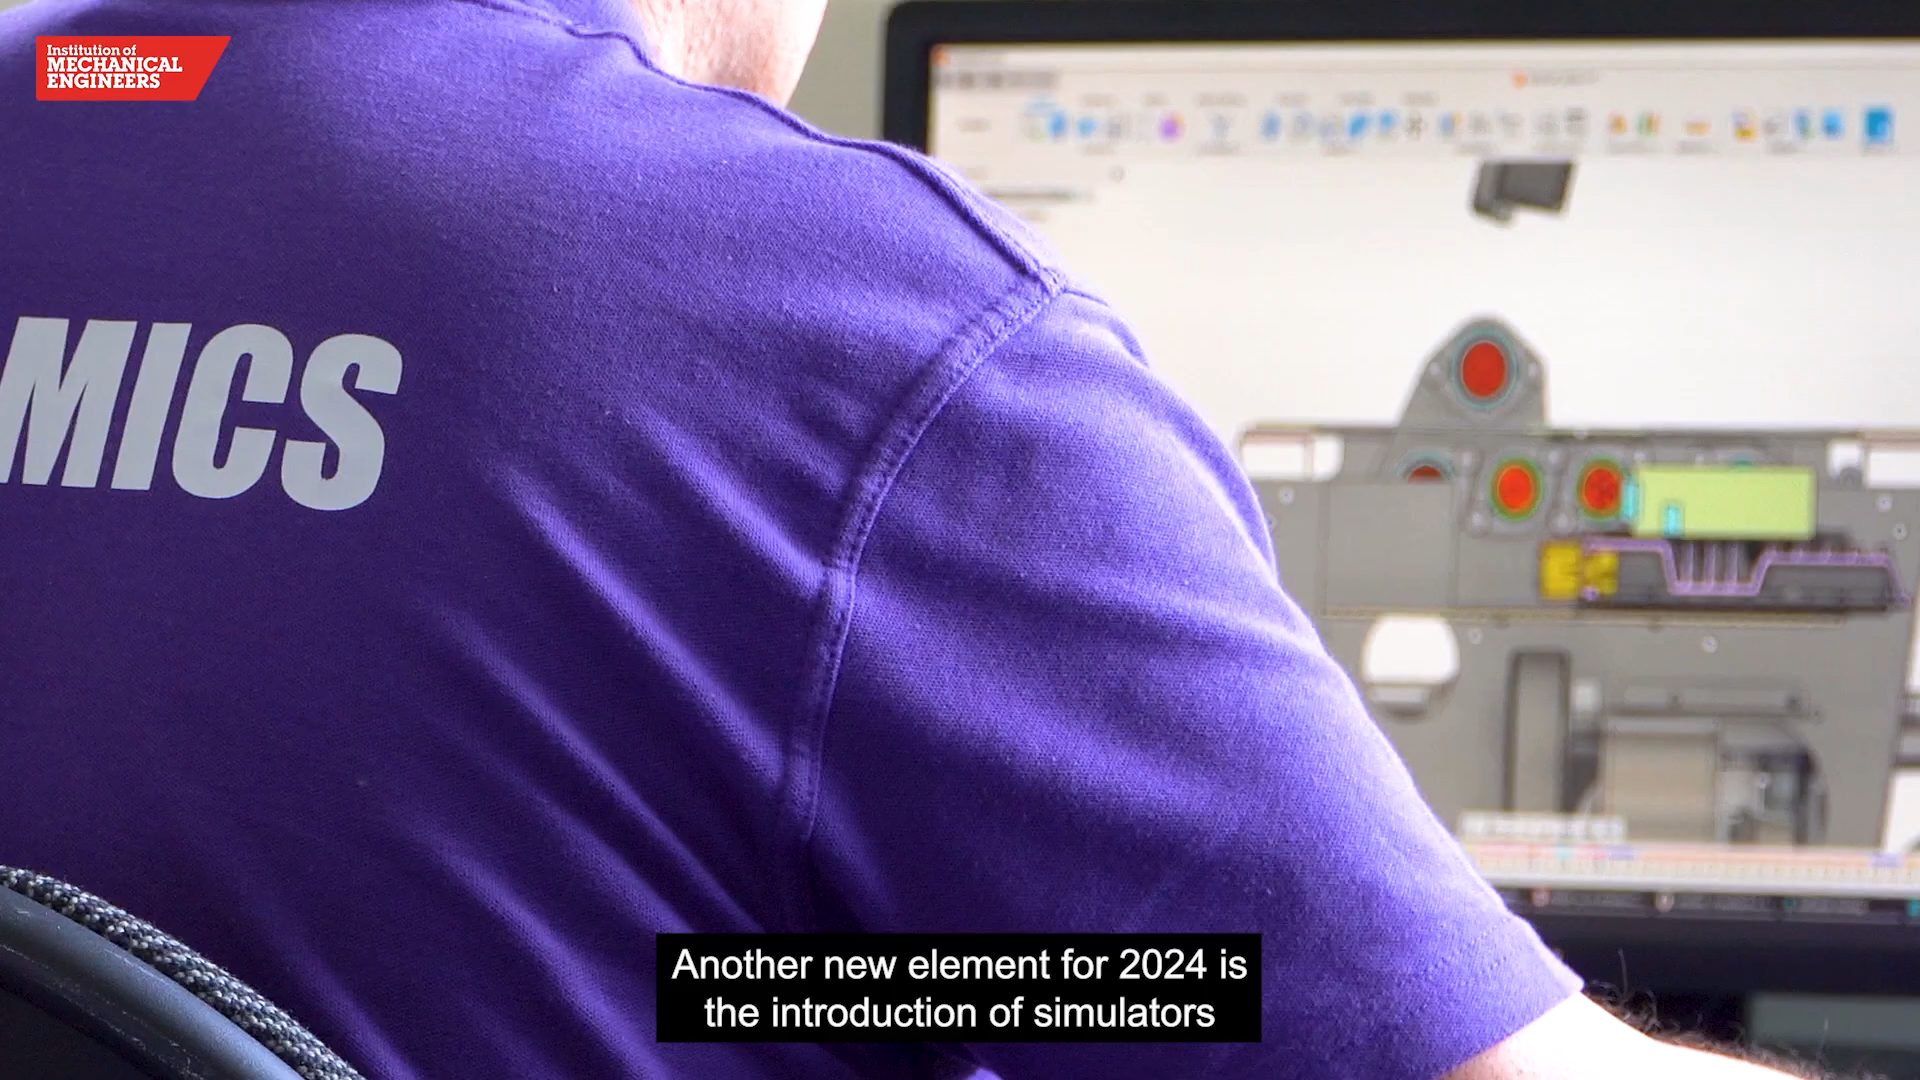 Institution of
MECHANICAL
ENGINEERS
MICS
Another new element for 2024 is
the introduction of simulators